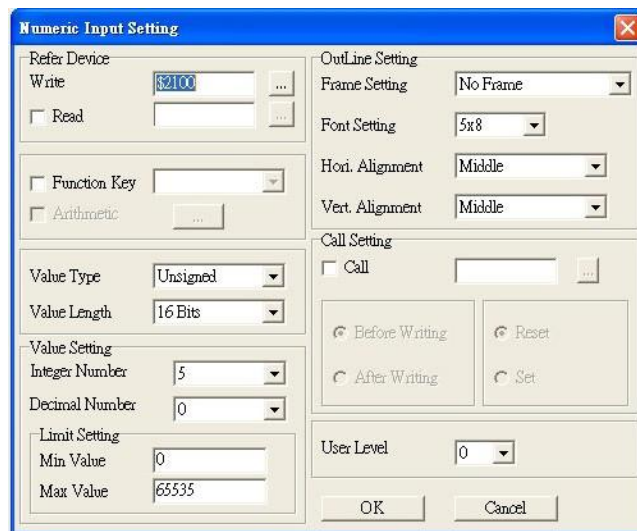 Numeric Input Setting
Refer Device
Write $2100 ...
Read ...
Function Key
Arithmetic ...
Value Type Unsigned
Value Length 16 Bits
Value Setting
Integer Number 5
Decimal Number 0
Limit Setting
Min Value 0
Max Value 65535
OutLine Setting
Frame Setting No Frame
Font Setting 5x8
Hori. Alignment Middle
Vert. Alignment Middle
Call Setting
Call ...
Before Writing Reset
After Writing Set
User Level 0
OK Cancel